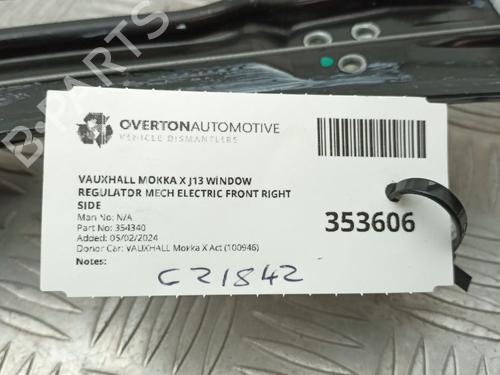 B-PARTS
OVERTONAUTOMOTIVE
VEHICLE DISMANTLERS
VAUXHALL MOKKA X J13 WINDOW
REGULATOR MECH ELECTRIC FRONT RIGHT
SIDE
Man No: N/A
Part No: 354340
Added: 05/02/2024
Donor Car: VAUXHALL Mokka X Act (100946)
Notes:
C21842
353606